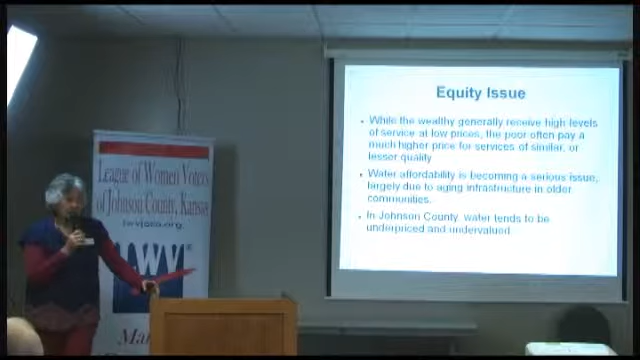 Equity Issue
• While the wealthy generally receive high levels
of service at low prices, the poor often pay a
much higher price for services of similar, or
lesser quality
• Water affordability is becoming a serious issue,
largely due to aging infrastructure in older
communities.
• In Johnson County water tends to be
underpriced and undervalued
League of Women Voters
of Johnson County, Kansas
lwvjoco.org
LWV®